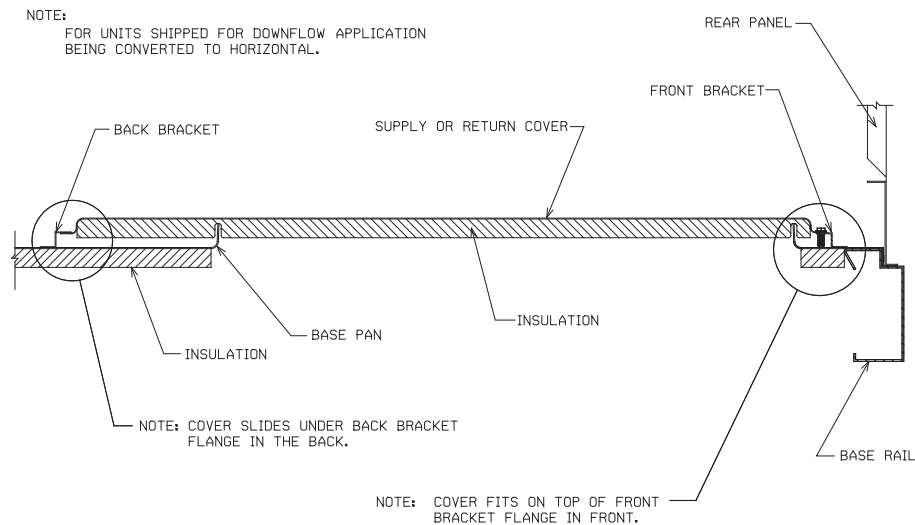 NOTE:
FOR UNITS SHIPPED FOR DOWNFLOW APPLICATION
BEING CONVERTED TO HORIZONTAL.
REAR PANEL
FRONT BRACKET
SUPPLY OR RETURN COVER
BACK BRACKET
INSULATION
BASE PAN
INSULATION
NOTE: COVER SLIDES UNDER BACK BRACKET
FLANGE IN THE BACK.
BASE RAIL
NOTE: COVER FITS ON TOP OF FRONT
BRACKET FLANGE IN FRONT.